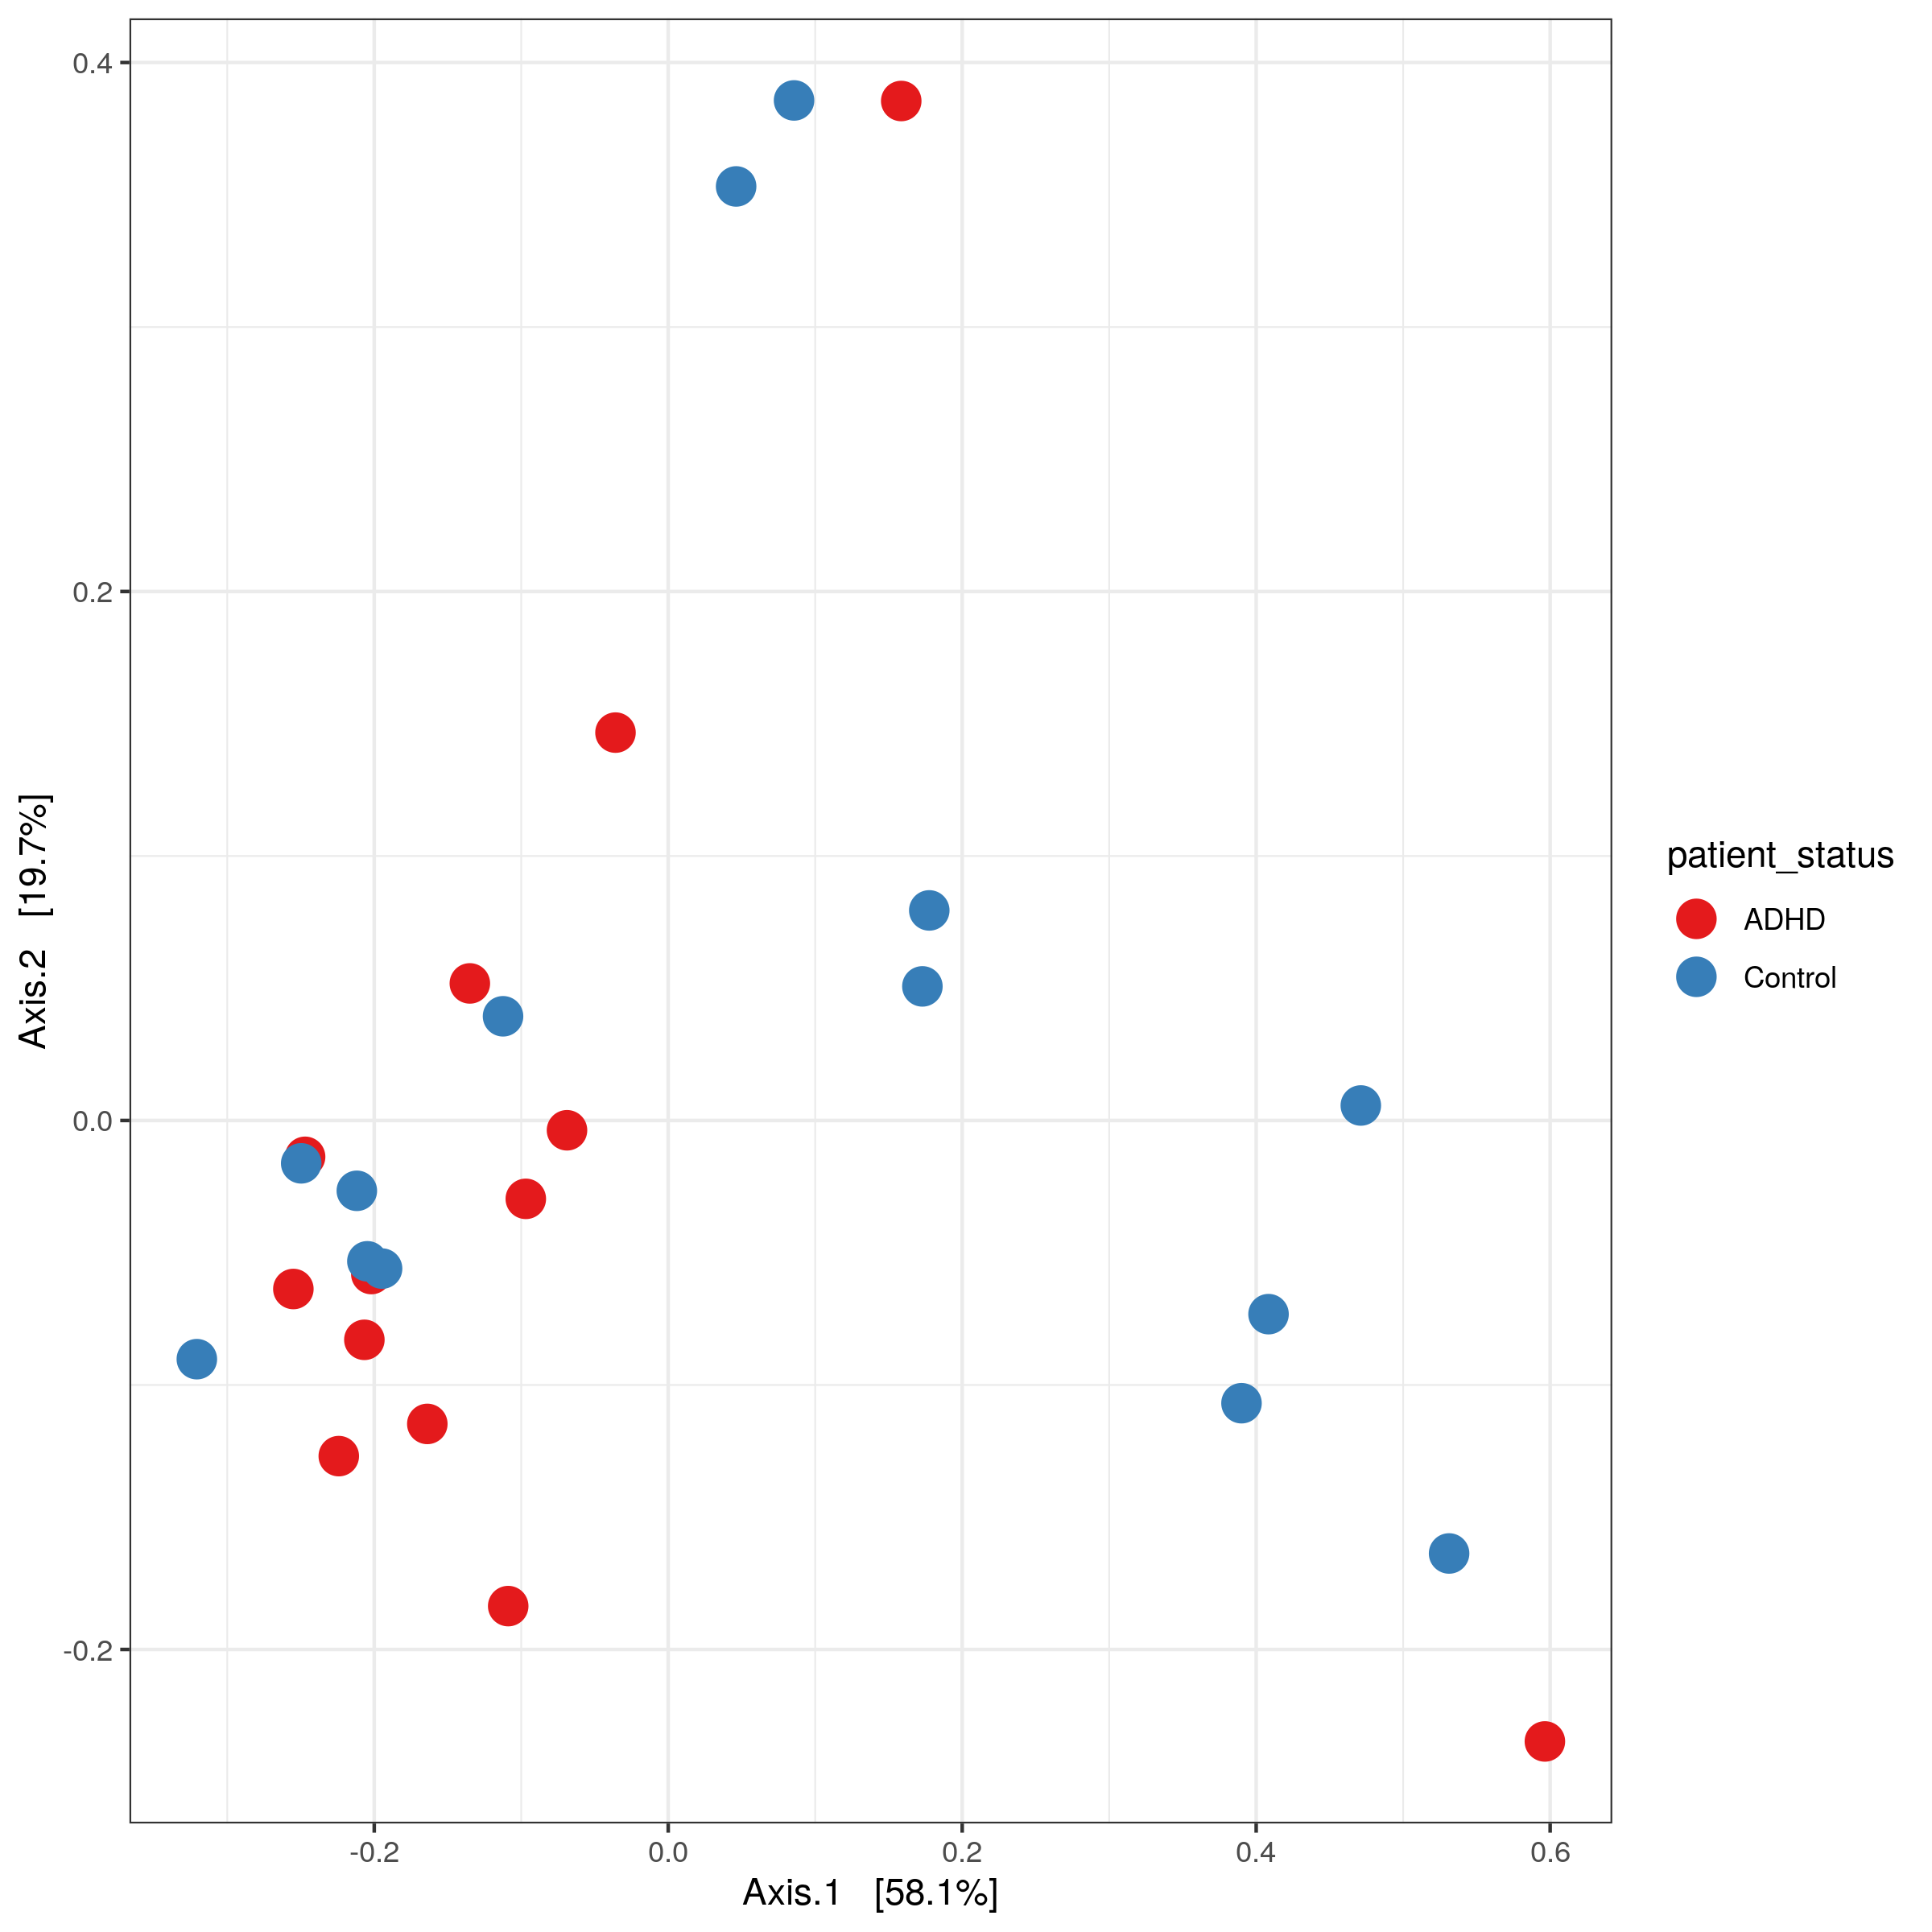 0.4
0.2
0.0
-0.2
Axis.2 [19.7%]
-0.2 0.0 0.2 0.4 0.6
Axis.1 [58.1%]
patient_status
ADHD
Control